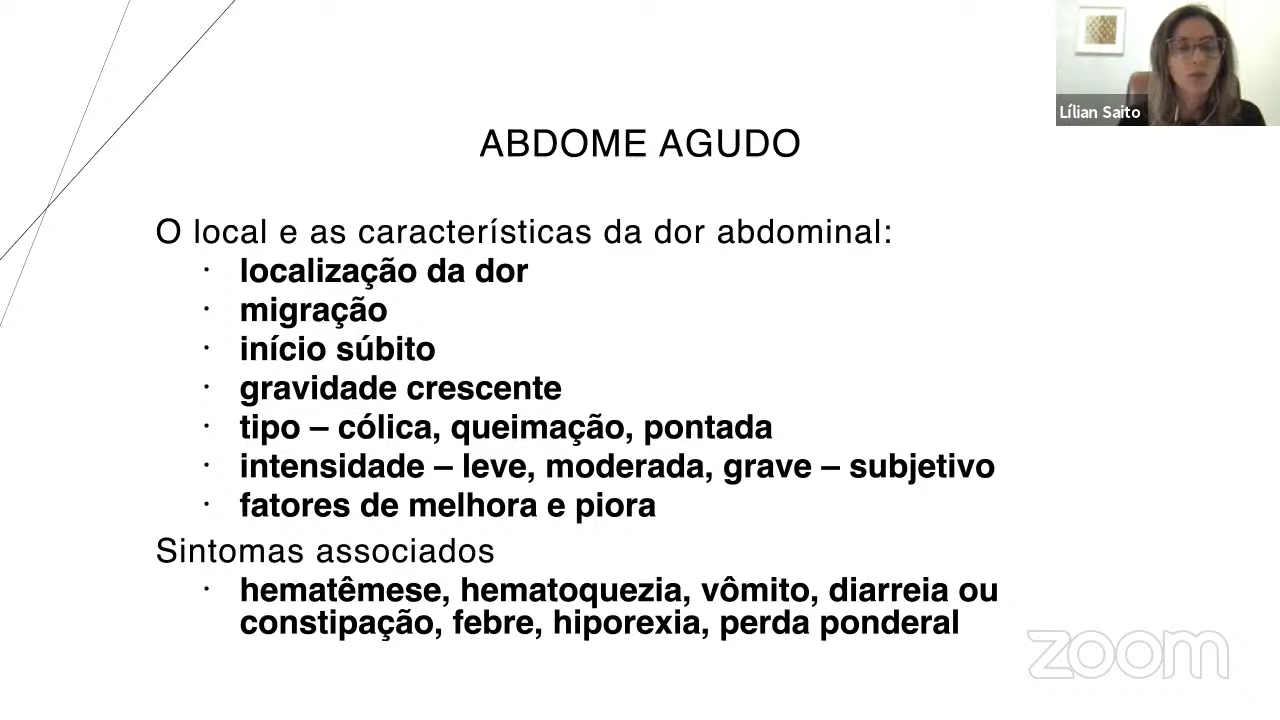 Lílian Saito
ABDOME AGUDO
O local e as características da dor abdominal:
· localização da dor
· migração
· início súbito
· gravidade crescente
· tipo – cólica, queimação, pontada
· intensidade – leve, moderada, grave – subjetivo
· fatores de melhora e piora
Sintomas associados
· hematêmese, hematoquezia, vômito, diarreia ou
constipação, febre, hiporexia, perda ponderal
zoom